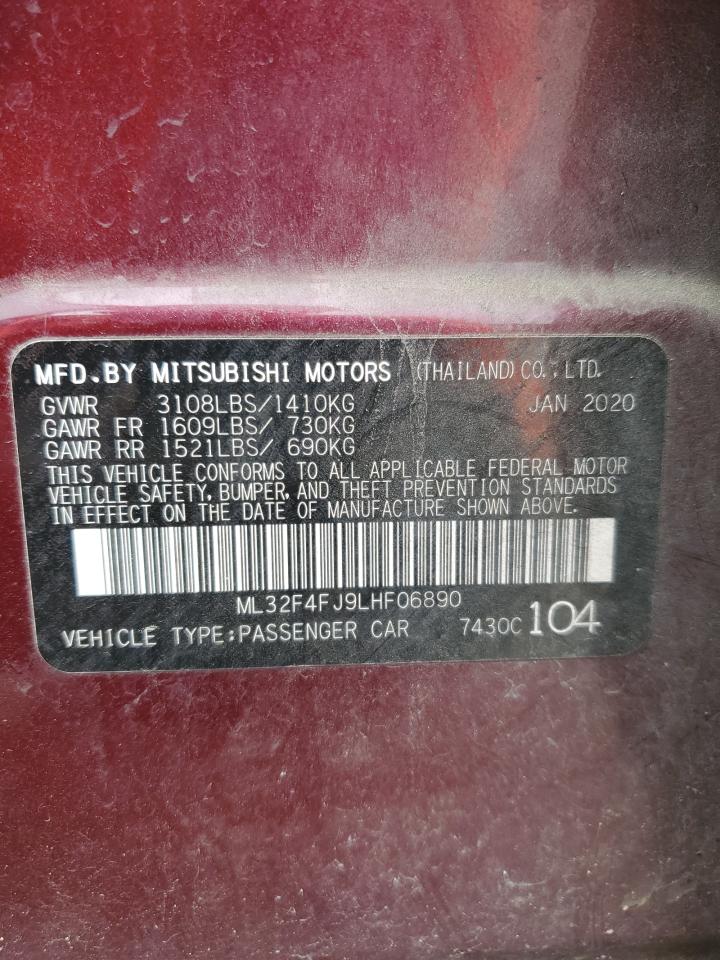 MFD.BY MITSUBISHI MOTORS (THAILAND) CO.,LTD.
GVWR 3108LBS/1410KG JAN 2020
GAWR FR 1609LBS/ 730KG
GAWR RR 1521LBS/ 690KG
THIS VEHICLE CONFORMS TO ALL APPLICABLE FEDERAL MOTOR
VEHICLE SAFETY, BUMPER, AND THEFT PREVENTION STANDARDS
IN EFFECT ON THE DATE OF MANUFACTURE SHOWN ABOVE.
ML32F4FJ9LHF06890
VEHICLE TYPE:PASSENGER CAR 7430C 104